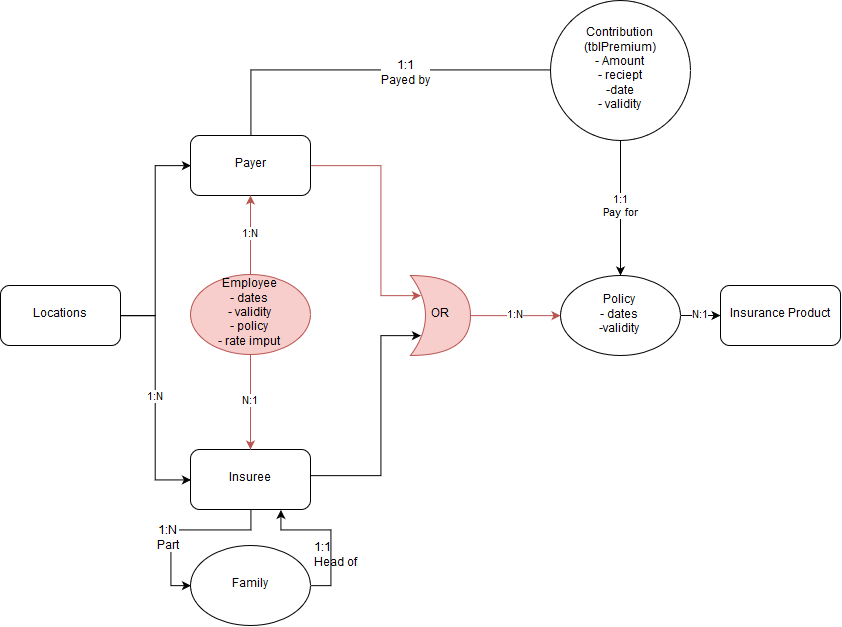 Contribution
(tblPremium)
- Amount
- reciept
-date
- validity
1:1
Payed by
Payer
1:1
Pay for
1:N
Employee
- dates
- validity
- policy
- rate imput
Locations
OR
1:N
Policy
- dates
-validity
N:1
Insurance Product
1:N
N:1
Insuree
1:N
Part
1:1
Head of
Family